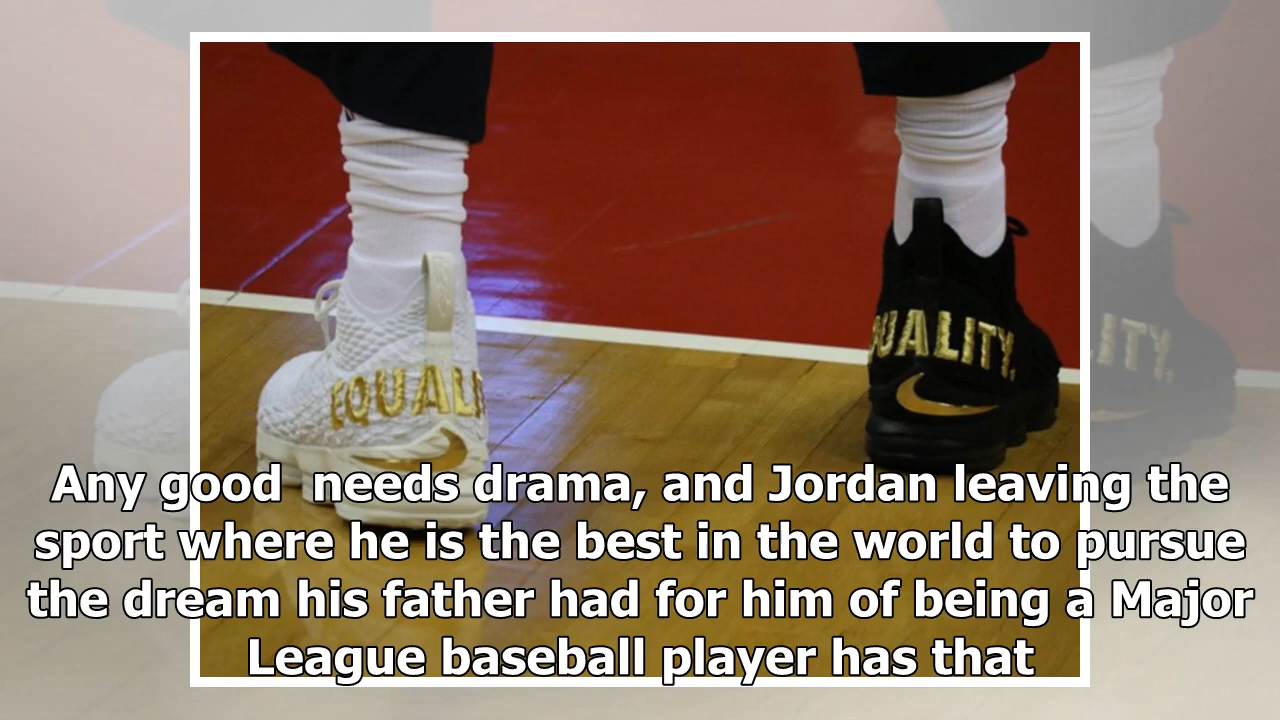 EQUALI
QUALITY.
ITY.
Any good  needs drama, and Jordan leaving the
sport where he is the best in the world to pursue
the dream his father had for him of being a Major
League baseball player has that